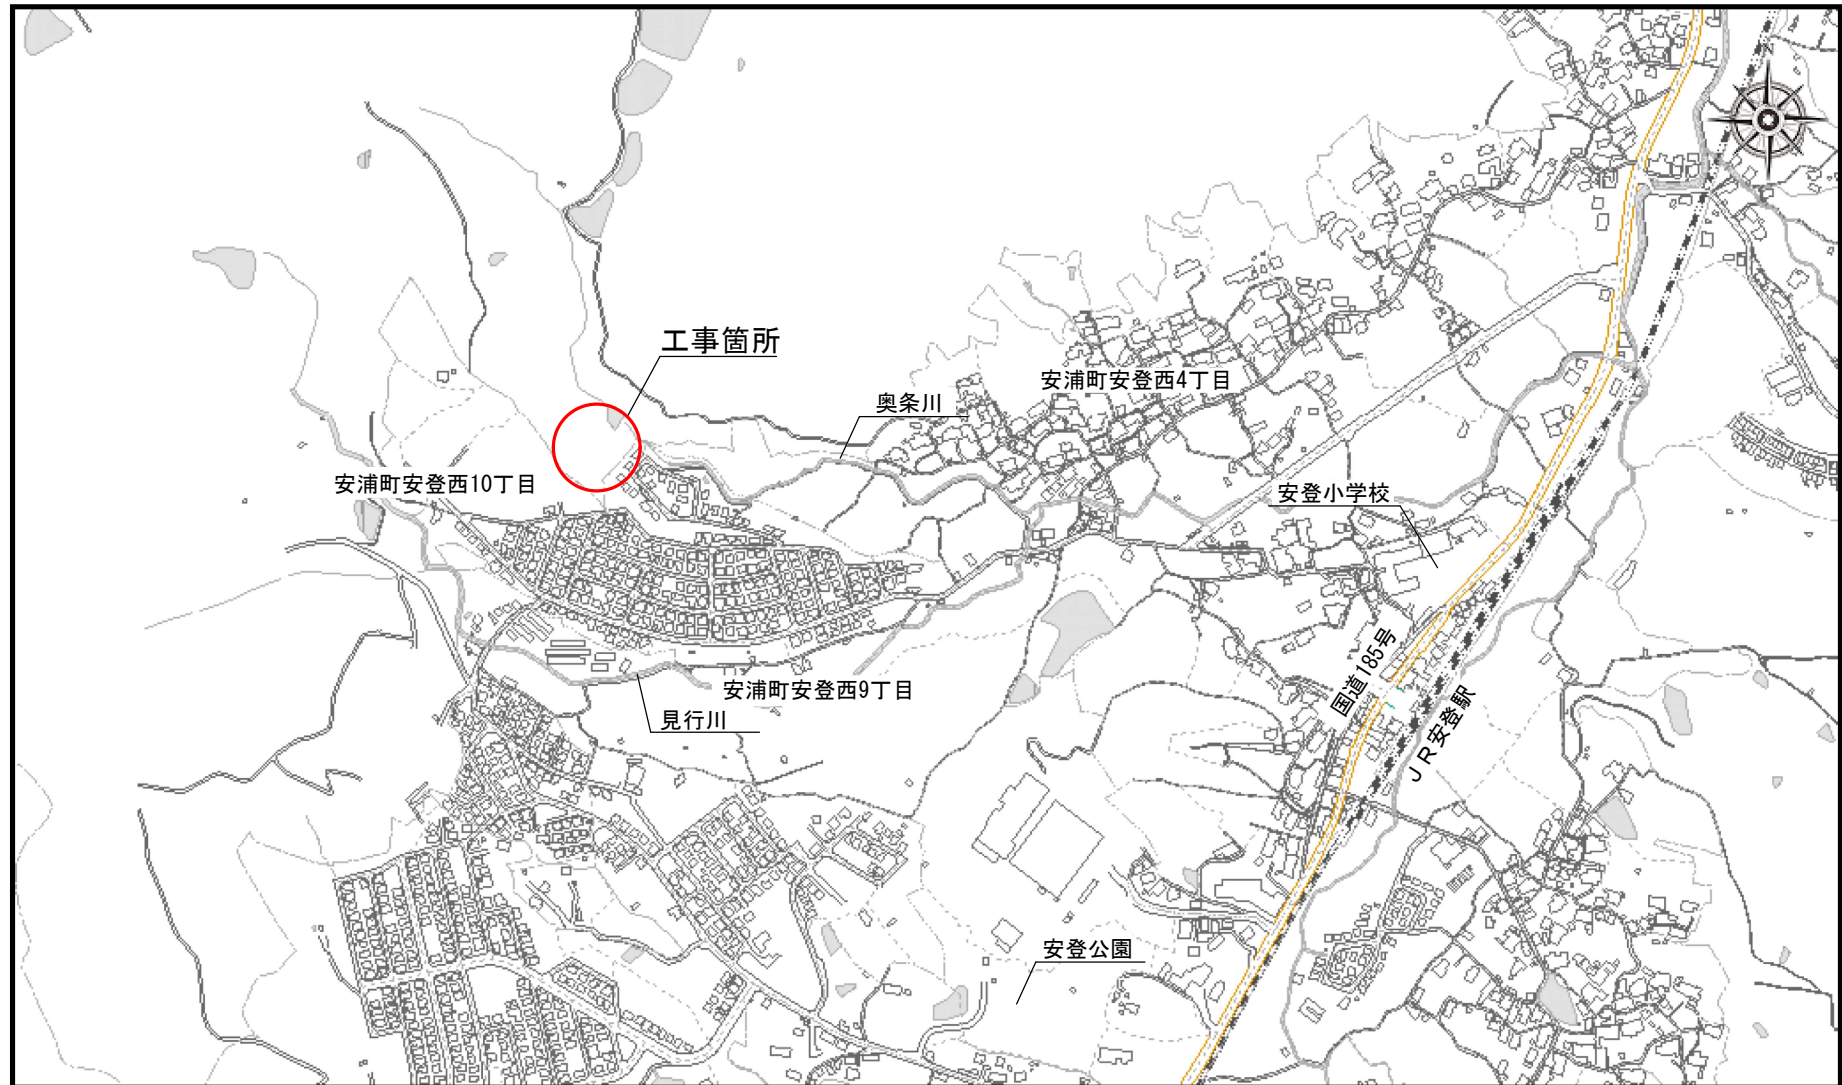 工事箇所
安浦町安登西4丁目
奥条川
安浦町安登西10丁目
安登小学校
国道185号
安浦町安登西9丁目
見行川
JR安登駅
安登公園